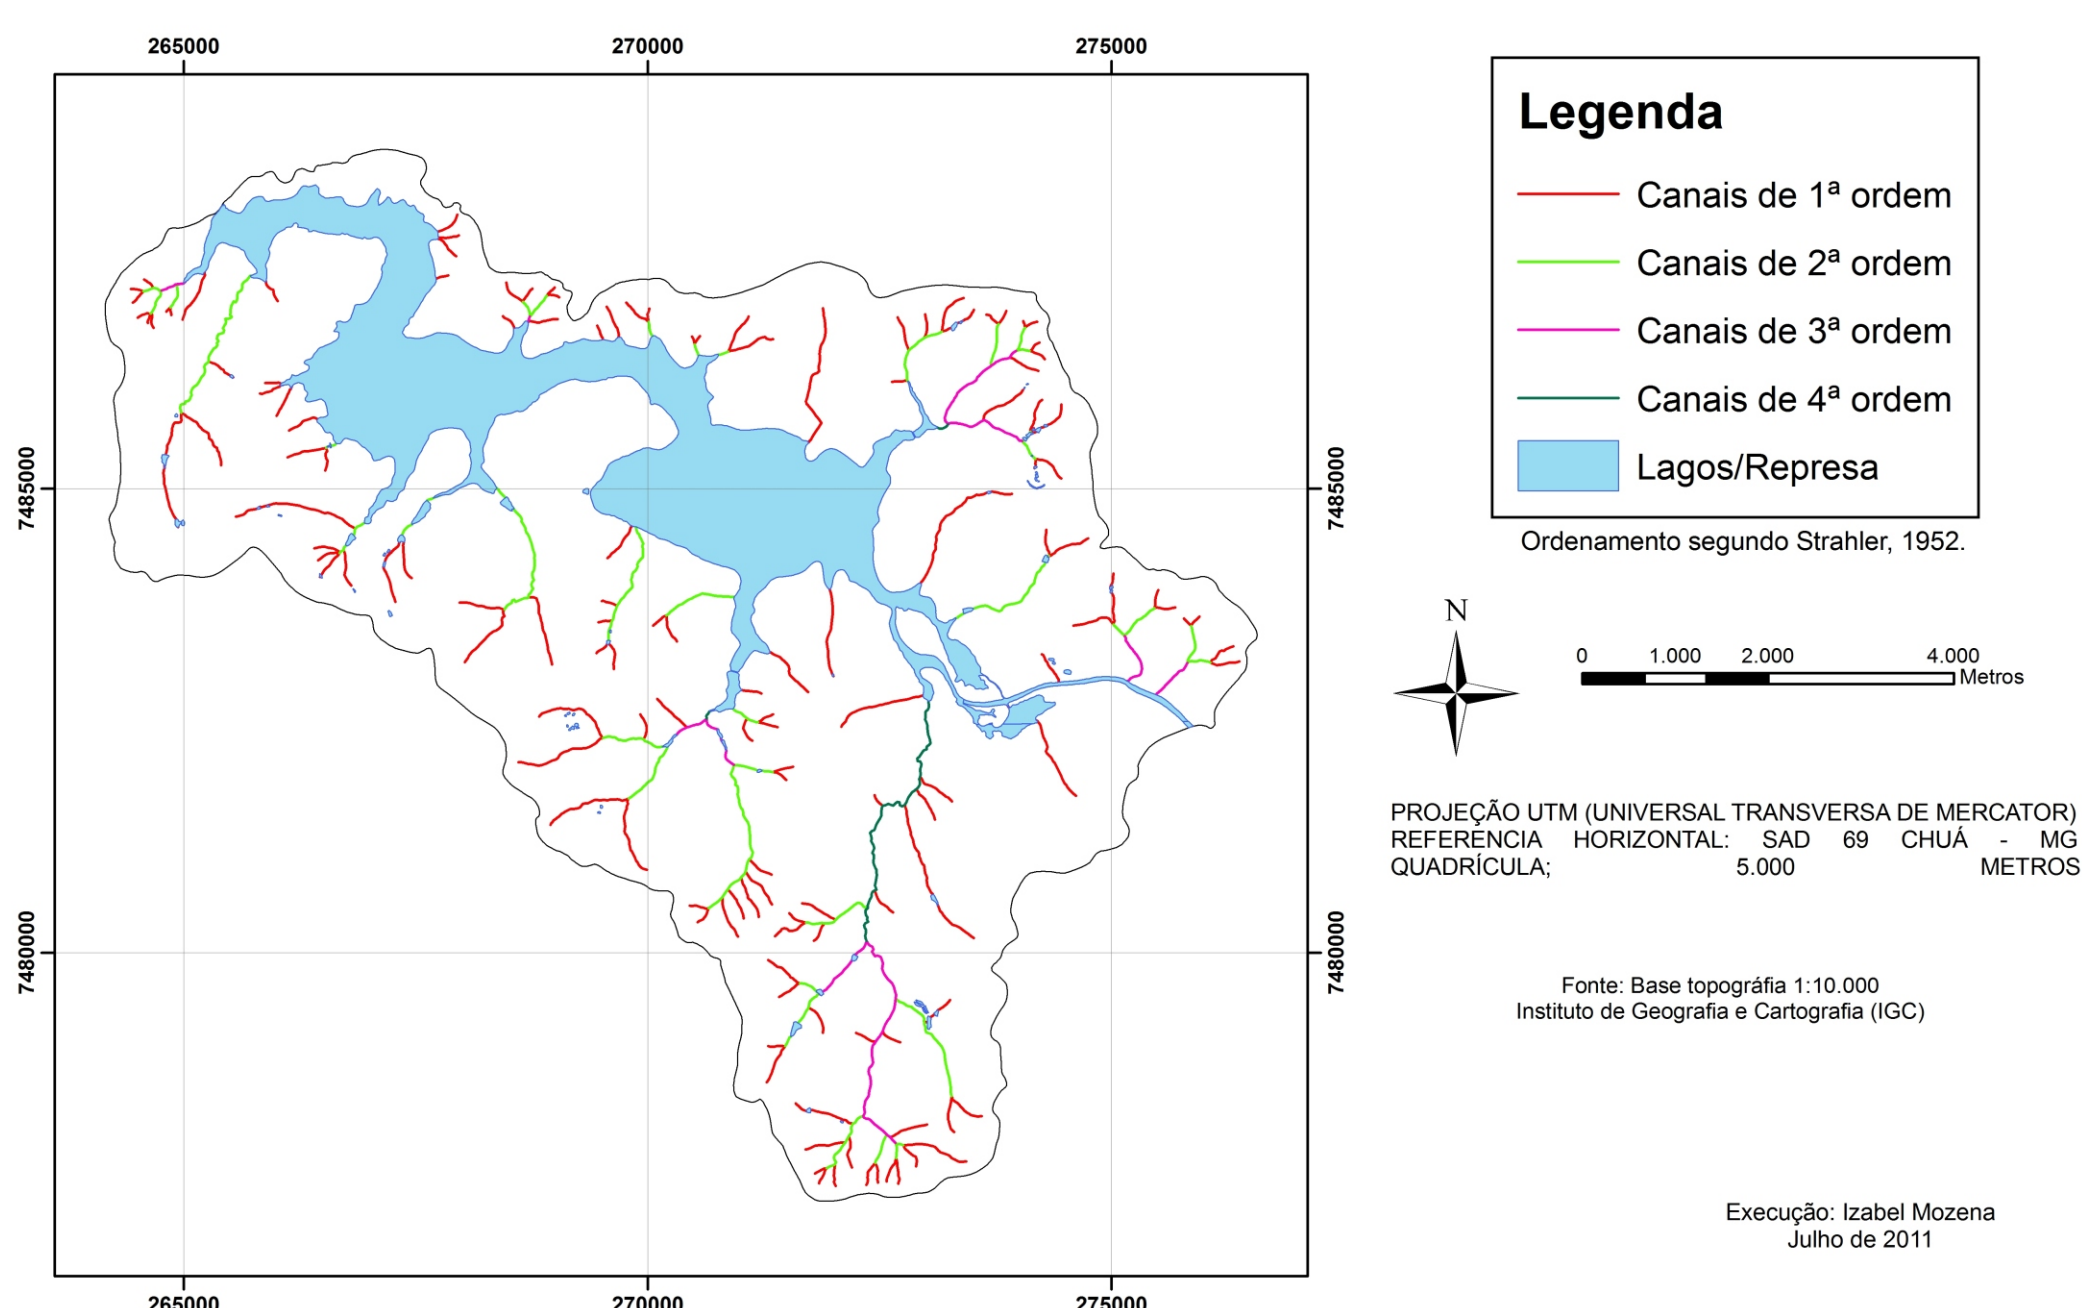 265000
270000
275000
7485000
7480000
7485000
7480000
265000
270000
275000
Legenda
Canais de 1ª ordem
Canais de 2ª ordem
Canais de 3ª ordem
Canais de 4ª ordem
Lagos/Represa
Ordenamento segundo Strahler, 1952.
N
0 1.000 2.000 4.000
Metros
PROJEÇÃO UTM (UNIVERSAL TRANSVERSA DE MERCATOR)
REFERENCIA HORIZONTAL: SAD 69 CHUÁ - MG
QUADRÍCULA; 5.000 METROS
Fonte: Base topográfia 1:10.000
Instituto de Geografia e Cartografia (IGC)
Execução: Izabel Mozena
Julho de 2011